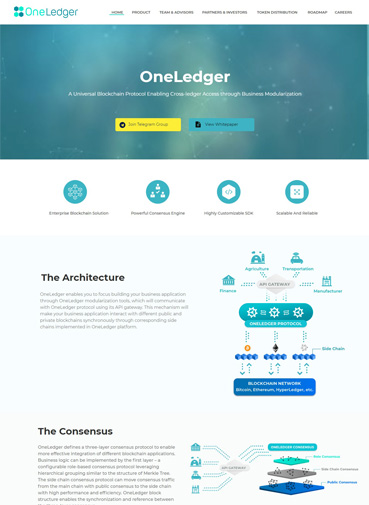 OneLedger
HOME PRODUCT TEAM & ADVISORS PARTNERS & INVESTORS TOKEN DISTRIBUTION ROADMAP CAREERS
OneLedger
A Universal Blockchain Protocol Enabling Cross-ledger Access through Business Modularization
Join Telegram Group View Whitepaper
Enterprise Blockchain Solution Powerful Consensus Engine Highly Customizable SDK Scalable And Reliable
The Architecture
OneLedger enables you to focus building your business application
through OneLedger modularization tools, which will communicate
with OneLedger protocol using its API gateway. This mechanism will
make your business application interact with different public and
private blockchains synchronously through corresponding side
chains implemented in OneLedger platform.
Agriculture Transportation
Finance API GATEWAY Manufacturer
ONELEDGER PROTOCOL
Side Chain
BLOCKCHAIN NETWORK
Bitcoin, Ethereum, HyperLedger, etc.
The Consensus
OneLedger defines a three-layer consensus protocol to enable
more effective integration of different blockchain applications.
Business logic can be implemented by the first layer – a
configurable role-based consensus protocol leveraging
hierarchical grouping similar to the structure of Merkle Tree.
The side chain consensus protocol can move consensus traffic
from the main chain with public consensus to the side chain
with high performance and efficiency. OneLedger block
structure enables the synchronization and reference between
ONELEDGER CONSENSUS
API GATEWAY
Side Chain Consensus
Public Consensus